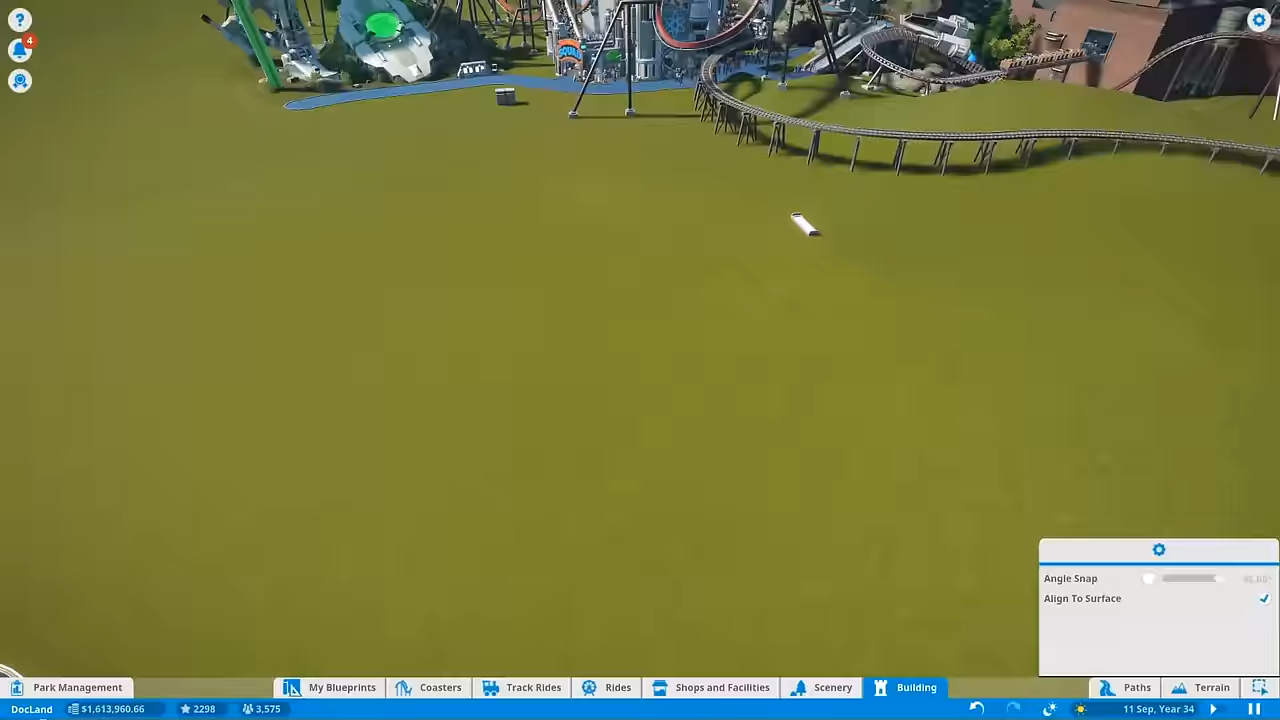 ?
4
Angle Snap
Align To Surface
Park Management
My Blueprints
Coasters
Track Rides
Rides
Shops and Facilities
Scenery
Building
Paths
Terrain
DocLand
$1,613,960.66
2298
3,575
11 Sep, Year 34